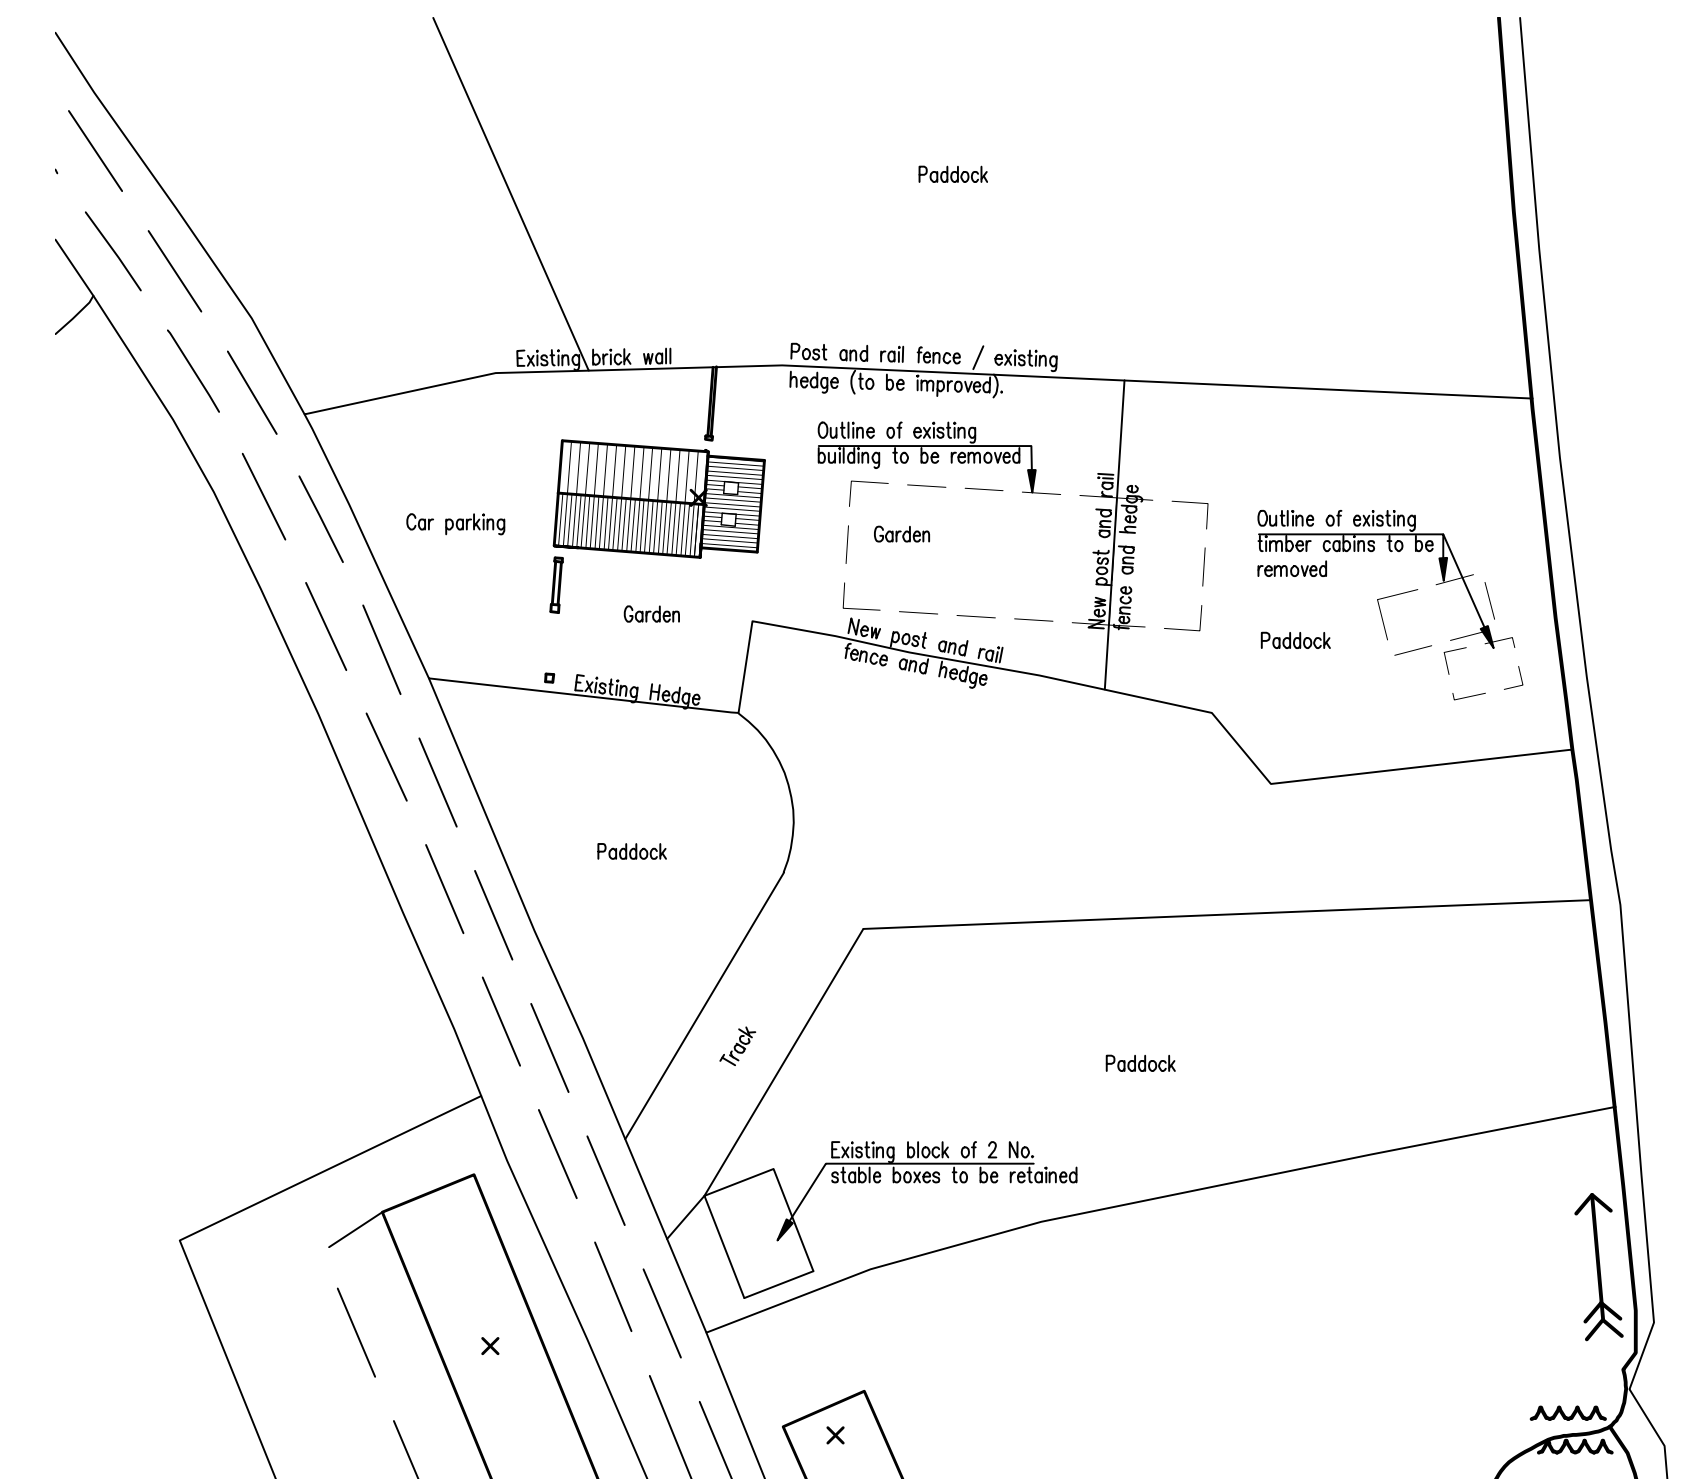 Paddock
Existing brick wall
Post and rail fence / existing
hedge (to be improved).
Outline of existing
building to be removed
Car parking
Garden
New post and rail
fence and hedge
Outline of existing
timber cabins to be
removed
Garden
Paddock
New post and rail
fence and hedge
Existing Hedge
Paddock
Track
Paddock
Existing block of 2 No.
stable boxes to be retained